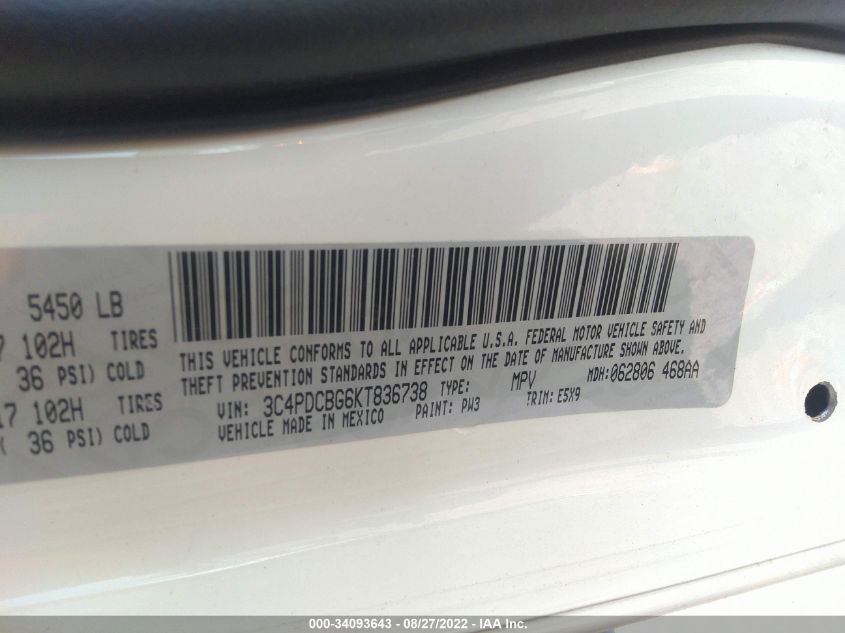 5450 LB
7 102H TIRES
36 PSI) COLD
17 102H TIRES
( 36 PSI) COLD
THIS VEHICLE CONFORMS TO ALL APPLICABLE U.S.A. FEDERAL MOTOR VEHICLE SAFETY AND
THEFT PREVENTION STANDARDS IN EFFECT ON THE DATE OF MANUFACTURE SHOWN ABOVE.
VIN: 3C4PDCBG6KT836738 TYPE: MPV MDH: 062806 468AA
VEHICLE MADE IN MEXICO PAINT: PW3 TRIM: E5X9
000-34093643 / 08/27/2022 - IAA Inc.